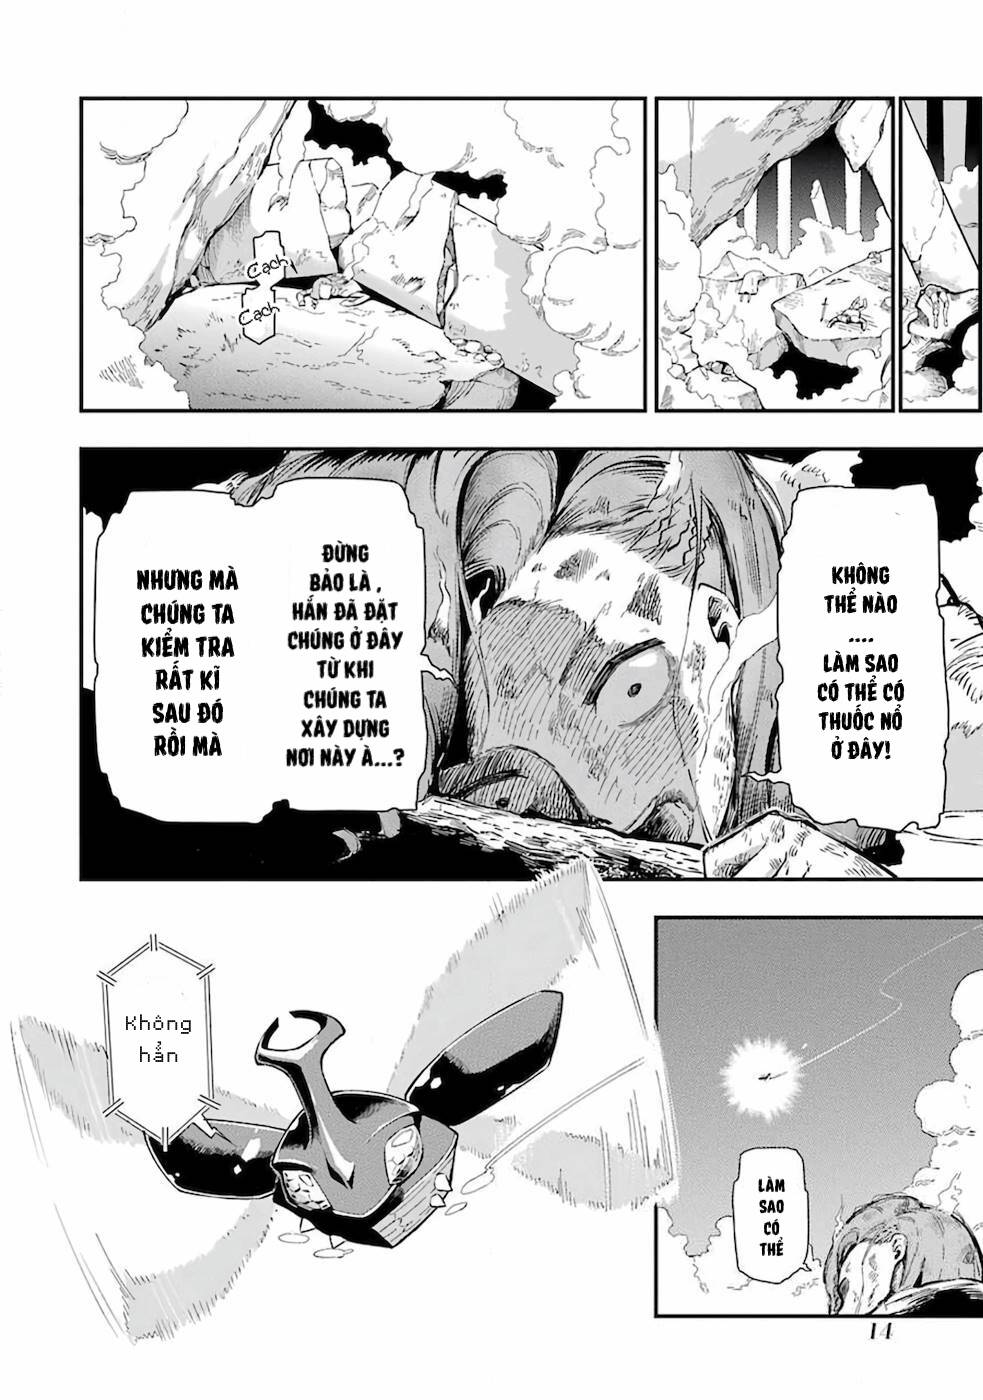 Cạch
Cạch
KHÔNG
THỂ NÀO
....
LÀM SAO
CÓ THỂ CÓ
THUỐC NỔ
Ở ĐÂY!
ĐỪNG
BẢO LÀ ,
HẮN ĐÃ ĐẶT
CHÚNG Ở ĐÂY
TỪ KHI
CHÚNG TA
XÂY DỰNG
NƠI NÀY À...?
NHƯNG MÀ
CHÚNG TA
KIỂM TRA
RẤT KĨ
SAU ĐÓ
RỒI MÀ
LÀM
SAO
CÓ
THỂ
Không
hẳn
14